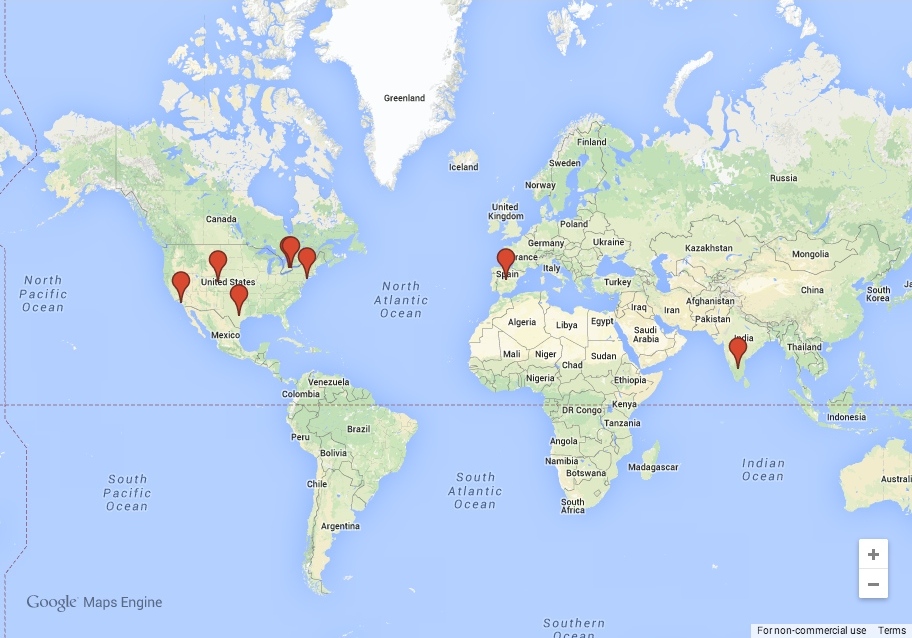 Greenland
Iceland
Finland
Sweden
Norway
Russia
Canada
United
Kingdom
Poland
Germany
Ukraine
Kazakhstan
Mongolia
France
United States
Spain
Italy
Turkey
China
North
Pacific
Ocean
North
Atlantic
Ocean
South
Korea
Afghanistan
Iraq
Iran
Pakistan
Algeria
Libya
Egypt
Saudi
Arabia
Mexico
India
Thailand
Mali
Niger
Chad
Sudan
Nigeria
Ethiopia
Venezuela
Colombia
Kenya
DR Congo
Tanzania
Indonesia
Brazil
Peru
Bolivia
Angola
Namibia
Botswana
Madagascar
South
Pacific
Ocean
South
Atlantic
Ocean
Indian
Ocean
Chile
South
Africa
Australi
Argentina
Google Maps Engine
Southern
Ocean
For non-commercial use
Terms